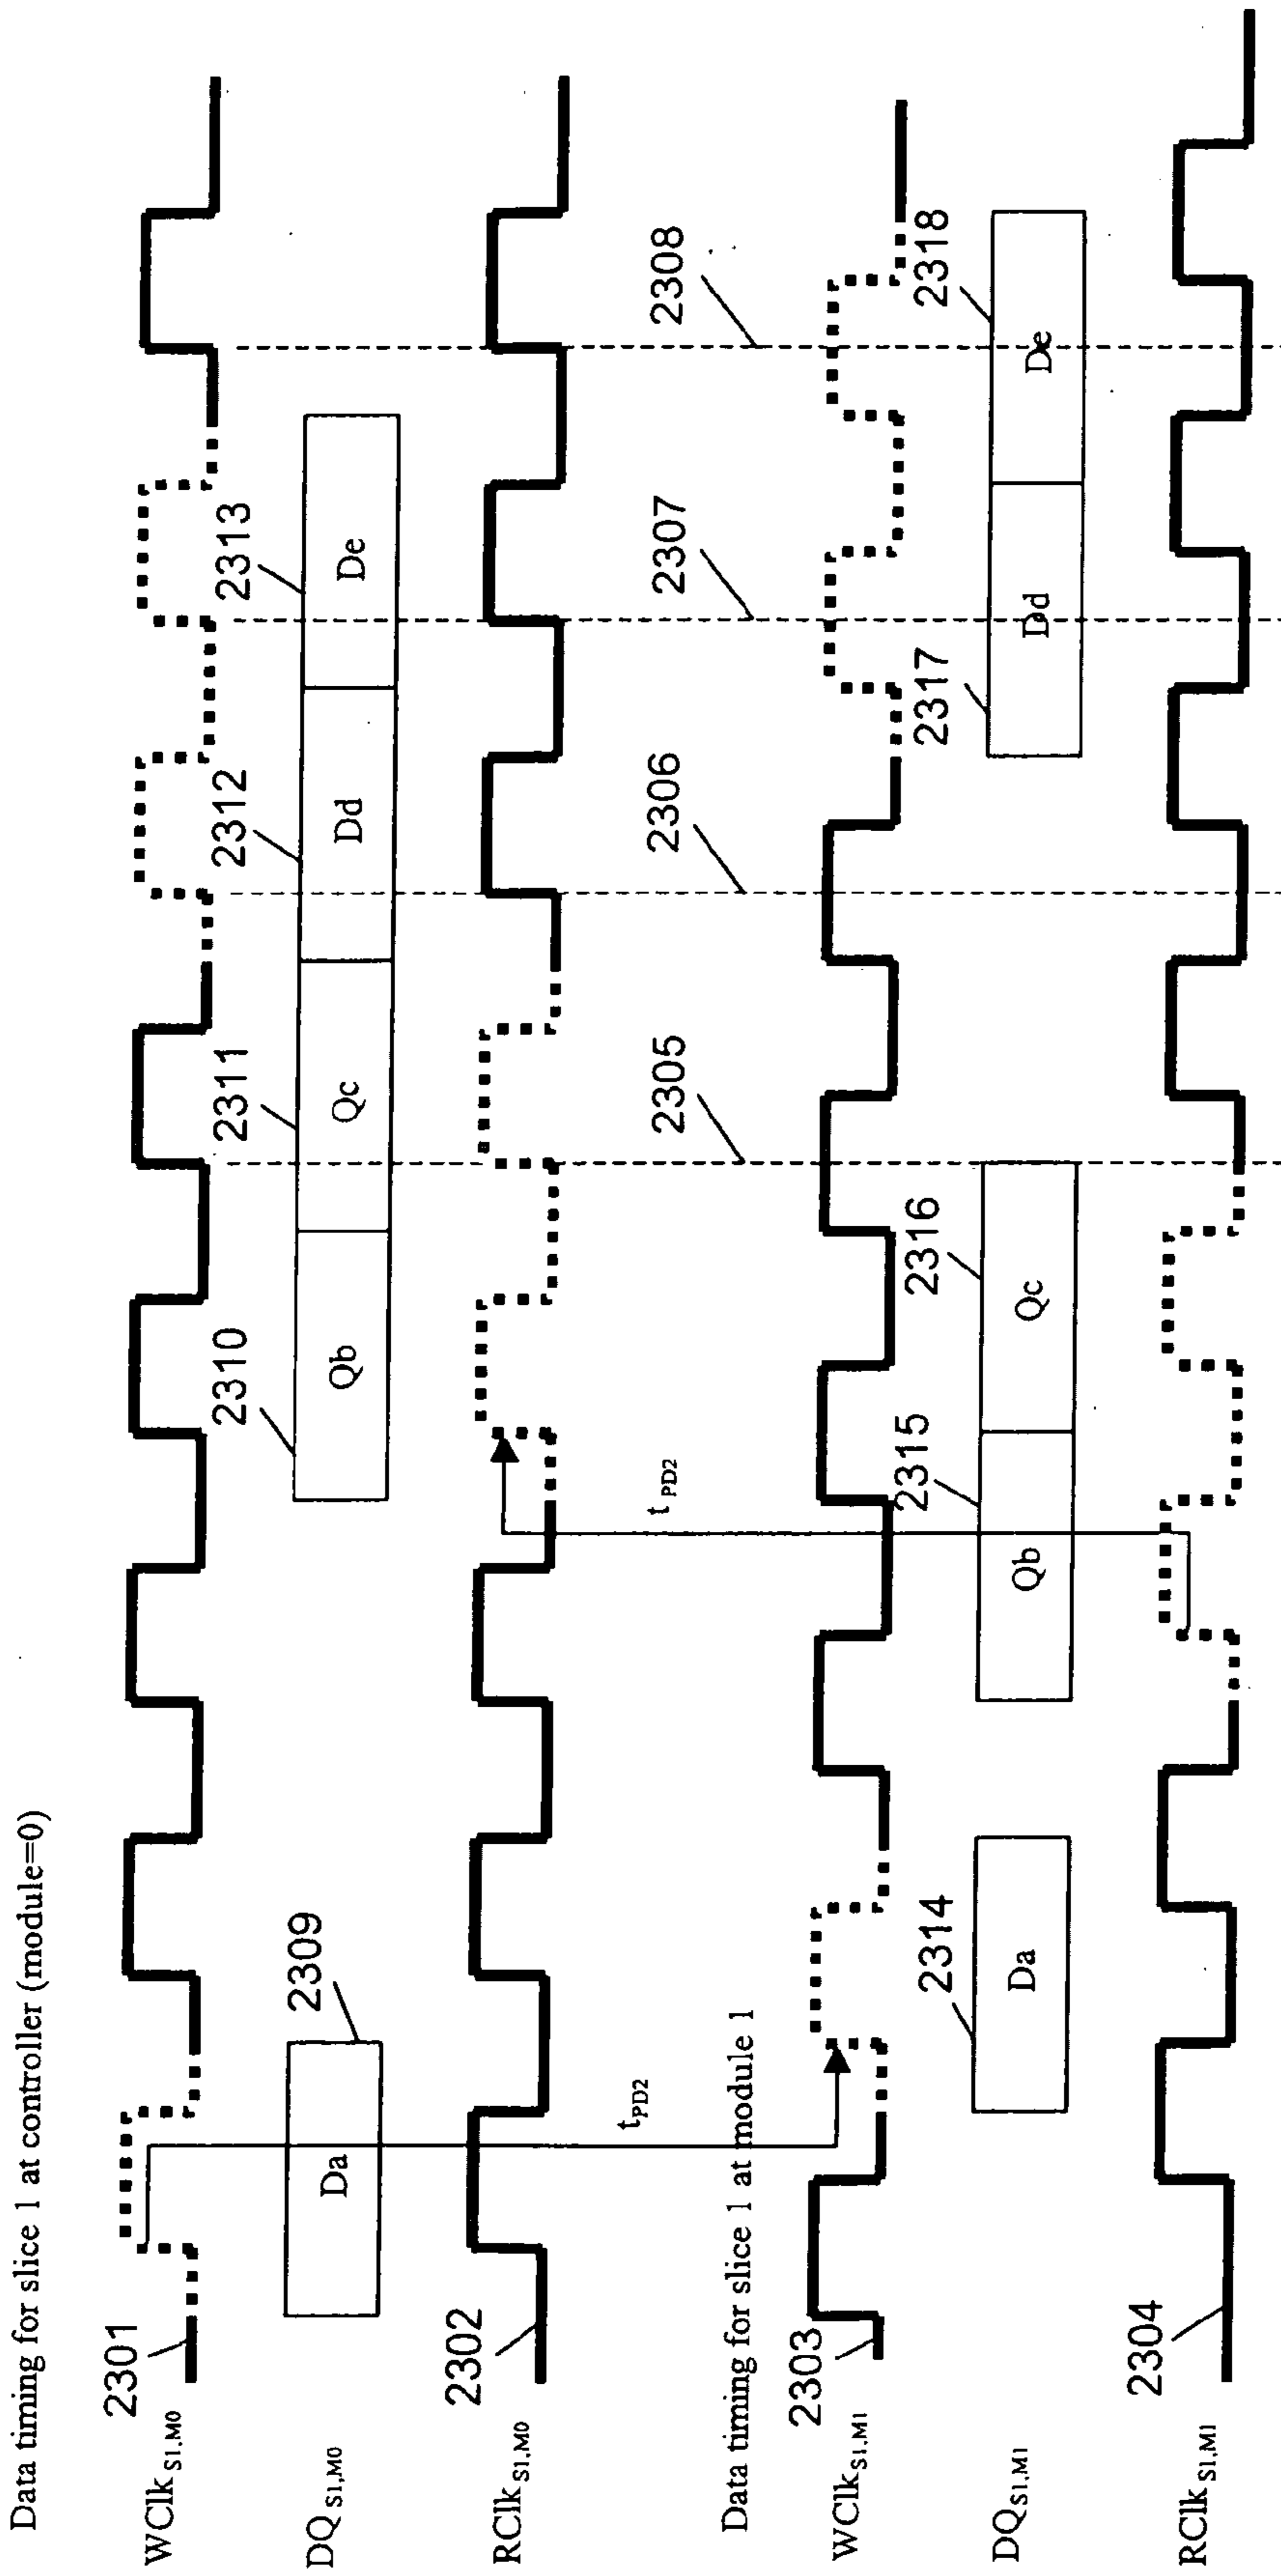 Data timing for slice 1 at controller (module=0)
2301
WClk S1,M0
2309
2310
2311
2312
2313
DQ S1,M0
Da
Qb
Qc
Dd
De
2302
RClk S1,M0
tPD2
t PD2
2305
2306
2307
2308
Data timing for slice 1 at module 1
2303
WClk S1,M1
2314
2315
2316
2317
2318
DQ S1,M1
Da
Qb
Qc
Dd
De
2304
RClk S1,M1